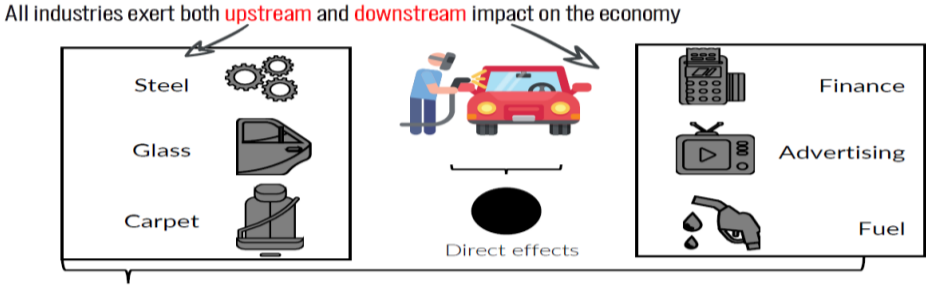 All industries exert both upstream and downstream impact on the economy
Steel
Glass
Carpet
Direct effects
Finance
Advertising
Fuel